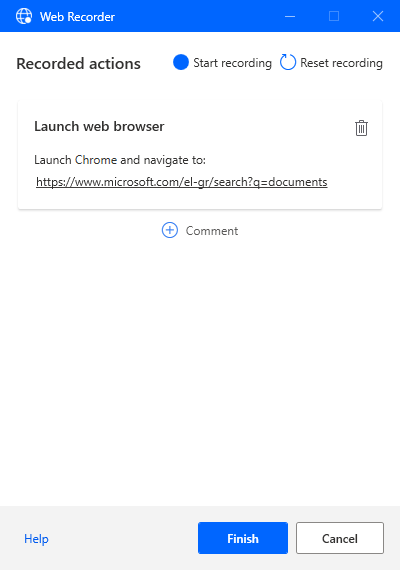 Web Recorder
Recorded actions
Start recording
Reset recording
Launch web browser
Launch Chrome and navigate to:
https://www.microsoft.com/el-gr/search?q=documents
Comment
Help
Finish
Cancel